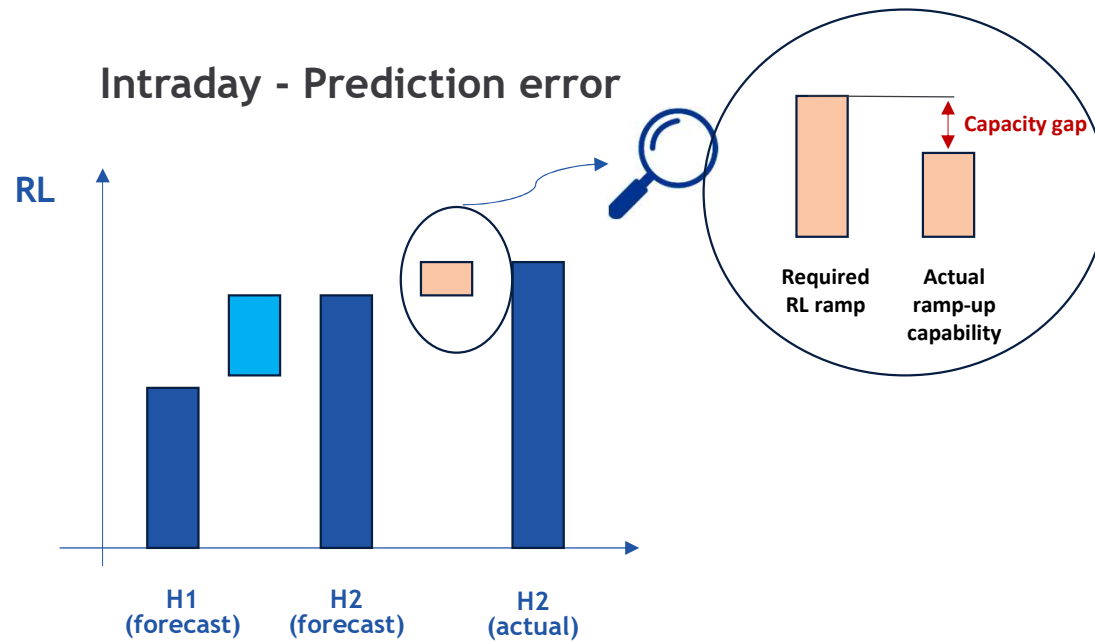 Intraday - Prediction error
RL
Capacity gap
Required
RL ramp
Actual
ramp-up
capability
H1
(forecast)
H2
(forecast)
H2
(actual)